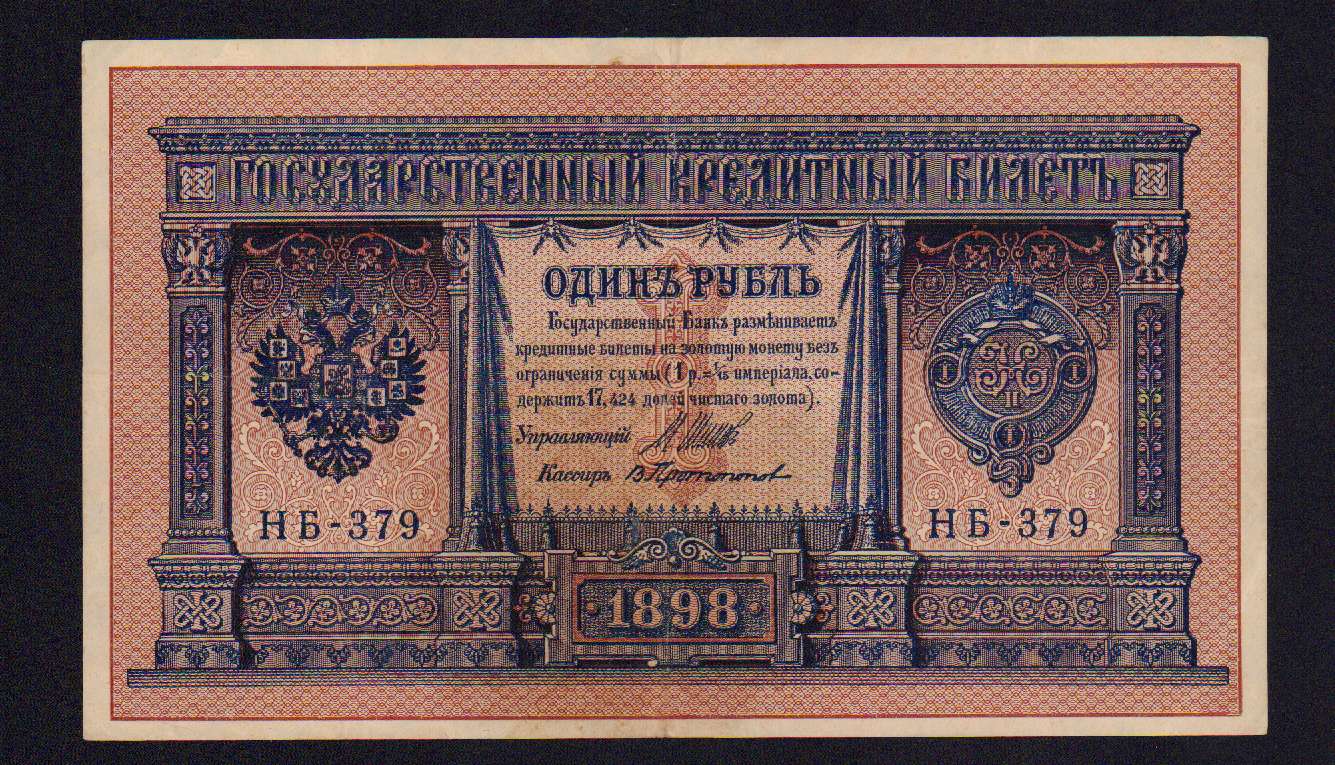 ГОСУДАРСТВЕННЫЙ КРЕДИТНЫЙ БИЛЕТЪ
ОДИНЪ РУБЛЬ
Государственный Банкъ размѣниваетъ
кредитные билеты на золотую монету безъ
ограниченія суммы (1 р. = 1/15 имперіала, со-
держитъ 17,424 долей чистаго золота).
Управляющій
Кассиръ В. Протопопов
НБ-379
НБ-379
1898